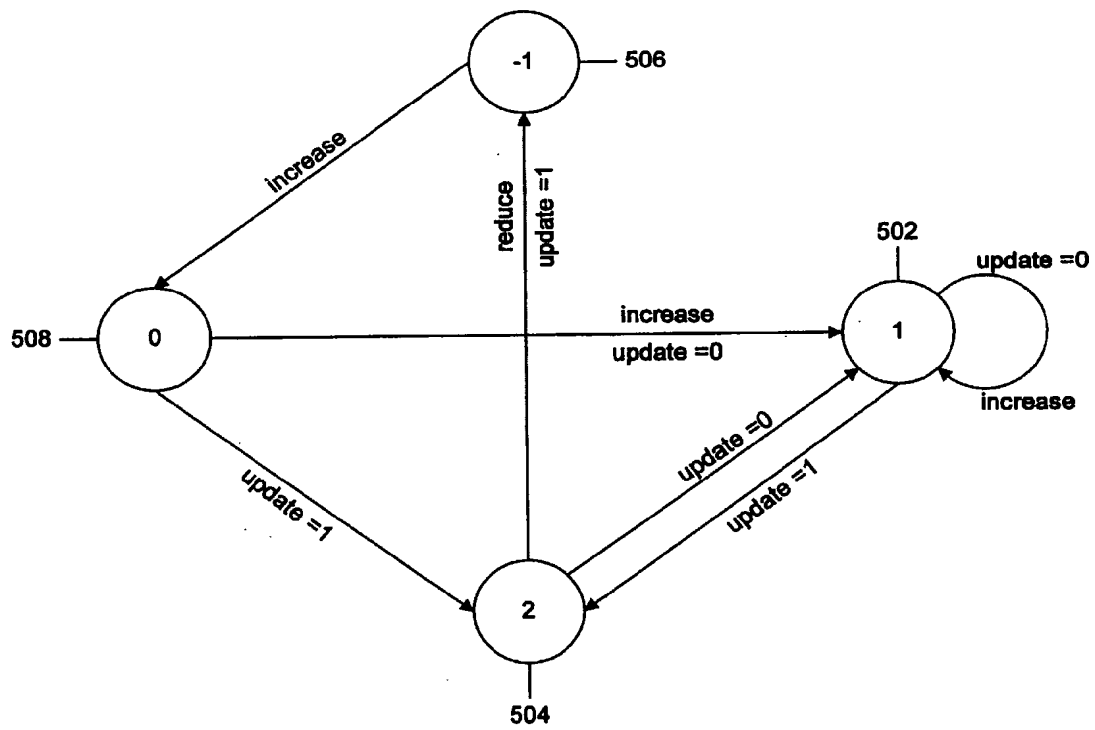 -1
506
increase
reduce
update =1
502
update =0
508
0
increase
update =0
1
increase
update =0
update =1
update =1
2
504